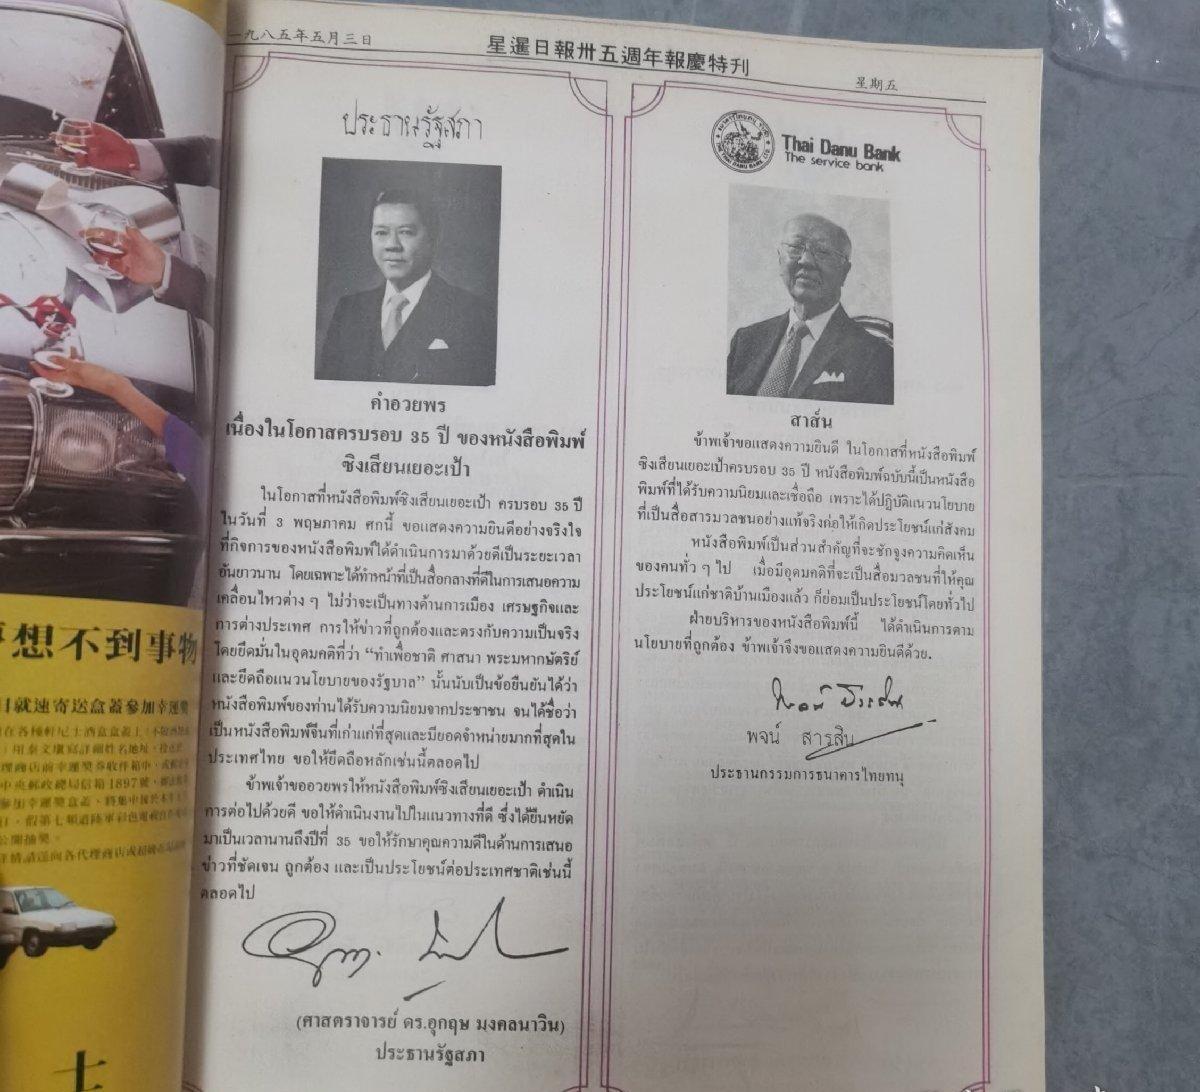 一九八五年五月三日
星暹日報卅五週年報慶特刊
星期五
ประธานรัฐสภา
คำอวยพร
เนื่องในโอกาสครบรอบ 35 ปี ของหนังสือพิมพ์
ซิงเสียนเยอะเป้า
ในโอกาสที่หนังสือพิมพ์ซิงเสียนเยอะเป้า ครบรอบ 35 ปี
ในวันที่ 3 พฤษภาคม ศกนี้ ขอแสดงความยินดีอย่างจริงใจ
ที่กิจการของหนังสือพิมพ์ได้ดำเนินการมาด้วยดีเป็นระยะเวลา
อันยาวนาน โดยเฉพาะได้ทำหน้าที่เป็นสื่อกลางที่ดีในการเสนอความ
เคลื่อนไหวต่าง ๆ ไม่ว่าจะเป็นทางด้านการเมือง เศรษฐกิจและ
การต่างประเทศ การให้ข่าวที่ถูกต้องและตรงกับความเป็นจริง
โดยยึดมั่นในอุดมคติที่ว่า “ทำเพื่อชาติ ศาสนา พระมหากษัตริย์
และยึดถือแนวนโยบายของรัฐบาล” นั้นนับเป็นข้อยืนยันได้ว่า
หนังสือพิมพ์ของท่านได้รับความนิยมจากประชาชน จนได้ชื่อว่า
เป็นหนังสือพิมพ์จีนที่เก่าแก่ที่สุดและมียอดจำหน่ายมากที่สุดใน
ประเทศไทย ขอให้ยึดถือหลักเช่นนี้ตลอดไป
ข้าพเจ้าขออวยพรให้หนังสือพิมพ์ซิงเสียนเยอะเป้า ดำเนิน
การต่อไปด้วยดี ขอให้ดำเนินงานไปในแนวทางที่ดี ซึ่งได้ยืนหยัด
มาเป็นเวลานานถึงปีที่ 35 ขอให้รักษาคุณความดีในด้านการเสนอ
ข่าวที่ชัดเจน ถูกต้อง และเป็นประโยชน์ต่อประเทศชาติเช่นนี้
ตลอดไป
(ศาสตราจารย์ ดร.อุกฤษ มงคลนาวิน)
ประธานรัฐสภา
Thai Danu Bank
The service bank
สาส์น
ข้าพเจ้าขอแสดงความยินดี ในโอกาสที่หนังสือพิมพ์
ซิงเสียนเยอะเป้าครบรอบ 35 ปี หนังสือพิมพ์ฉบับนี้เป็นหนังสือ
พิมพ์ที่ได้รับความนิยมและเชื่อถือ เพราะได้ปฏิบัติแนวนโยบาย
ที่เป็นสื่อสารมวลชนอย่างแท้จริงก่อให้เกิดประโยชน์แก่สังคม
หนังสือพิมพ์เป็นส่วนสำคัญที่จะชักจูงความคิดเห็น
ของคนทั่ว ๆ ไป เมื่อมีอุดมคติที่จะเป็นสื่อมวลชนที่ให้คุณ
ประโยชน์แก่ชาติบ้านเมืองแล้ว ก็ย่อมเป็นประโยชน์โดยทั่วไป
ฝ่ายบริหารของหนังสือพิมพ์นี้ ได้ดำเนินการตาม
นโยบายที่ถูกต้อง ข้าพเจ้าจึงขอแสดงความยินดีด้วย.
พจน์ สารสิน
ประธานกรรมการธนาคารไทยทนุ
想不到事物
就速寄送盒蓋參加幸運獎
用泰文填寫詳細姓名地址
中央郵政總局信箱1897號
公開抽獎。
士